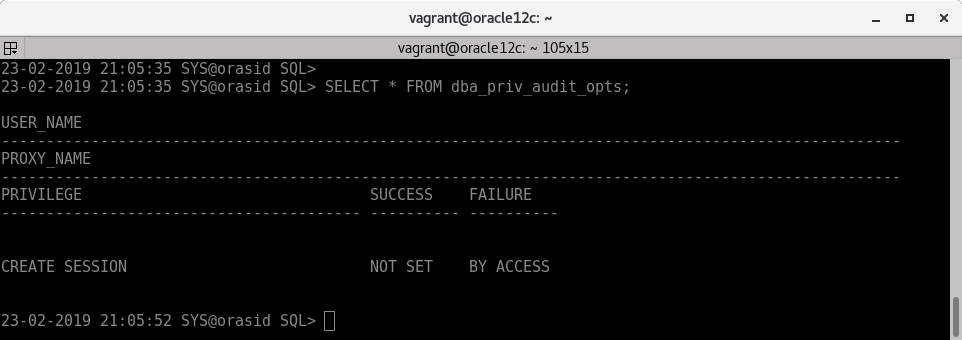 vagrant@oracle12c: ~
vagrant@oracle12c: ~ 105x15
23-02-2019 21:05:35 SYS@orasid SQL>
23-02-2019 21:05:35 SYS@orasid SQL> SELECT * FROM dba_priv_audit_opts;
USER_NAME
----------------------------------------------------------------------------------------------------
PROXY_NAME
----------------------------------------------------------------------------------------------------
PRIVILEGE                                SUCCESS    FAILURE
---------------------------------------- ---------- ----------
CREATE SESSION                           NOT SET    BY ACCESS
23-02-2019 21:05:52 SYS@orasid SQL>